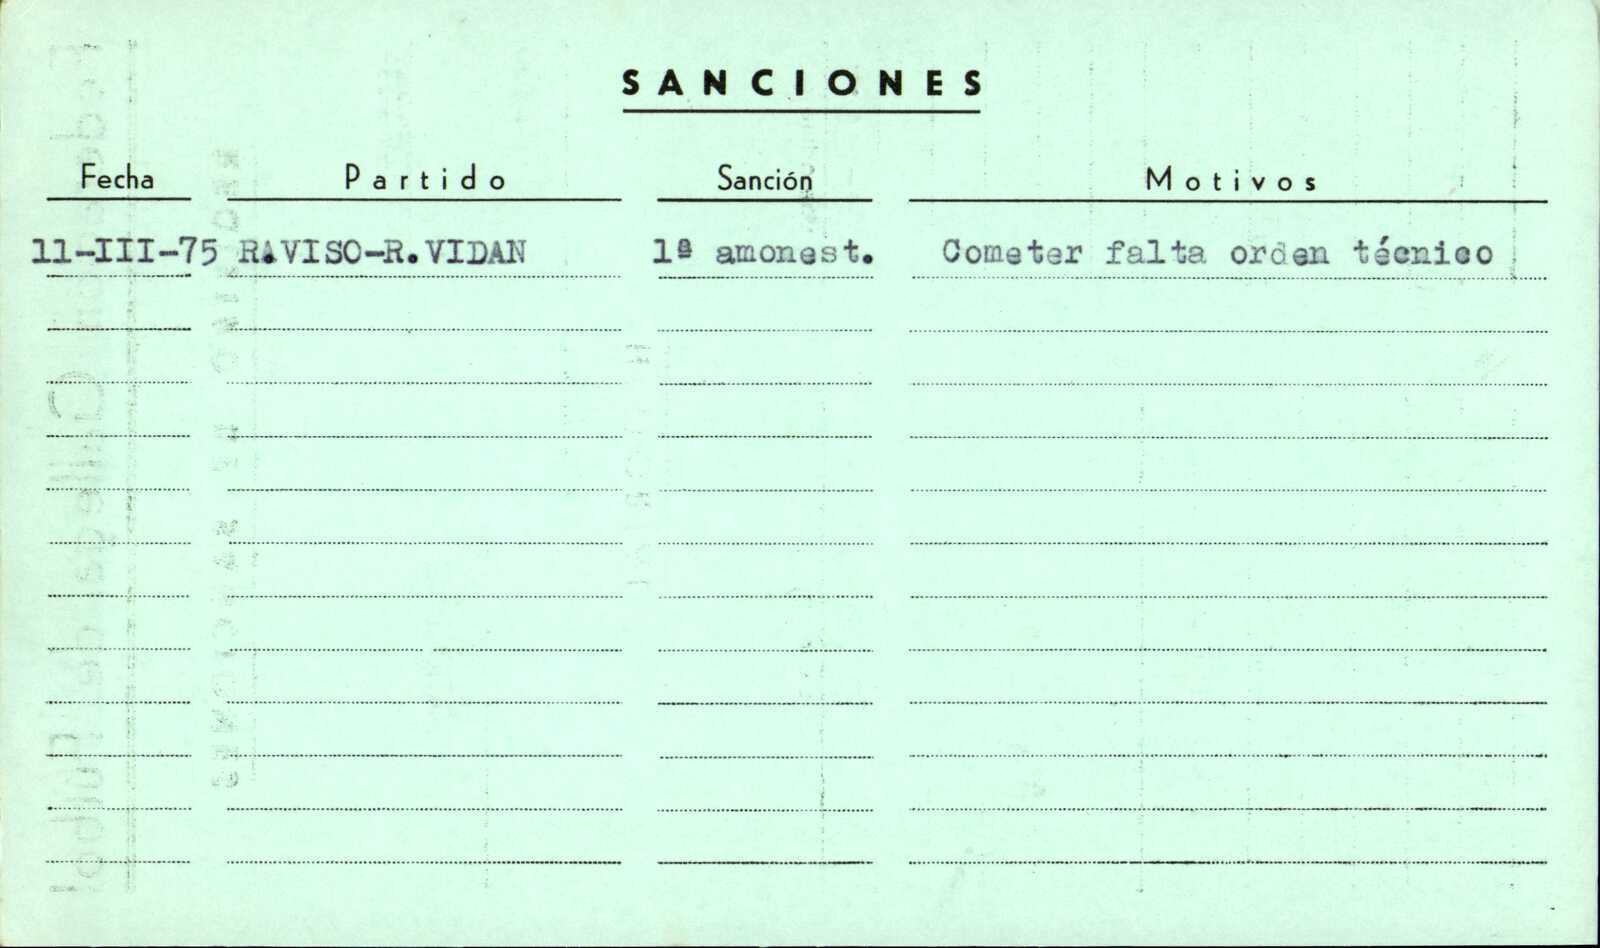 SANCIONES
Fecha Partido Sanción Motivos
11-III-75 R.VISO-R.VIDAN 1ª amonest. Cometer falta orden técnico